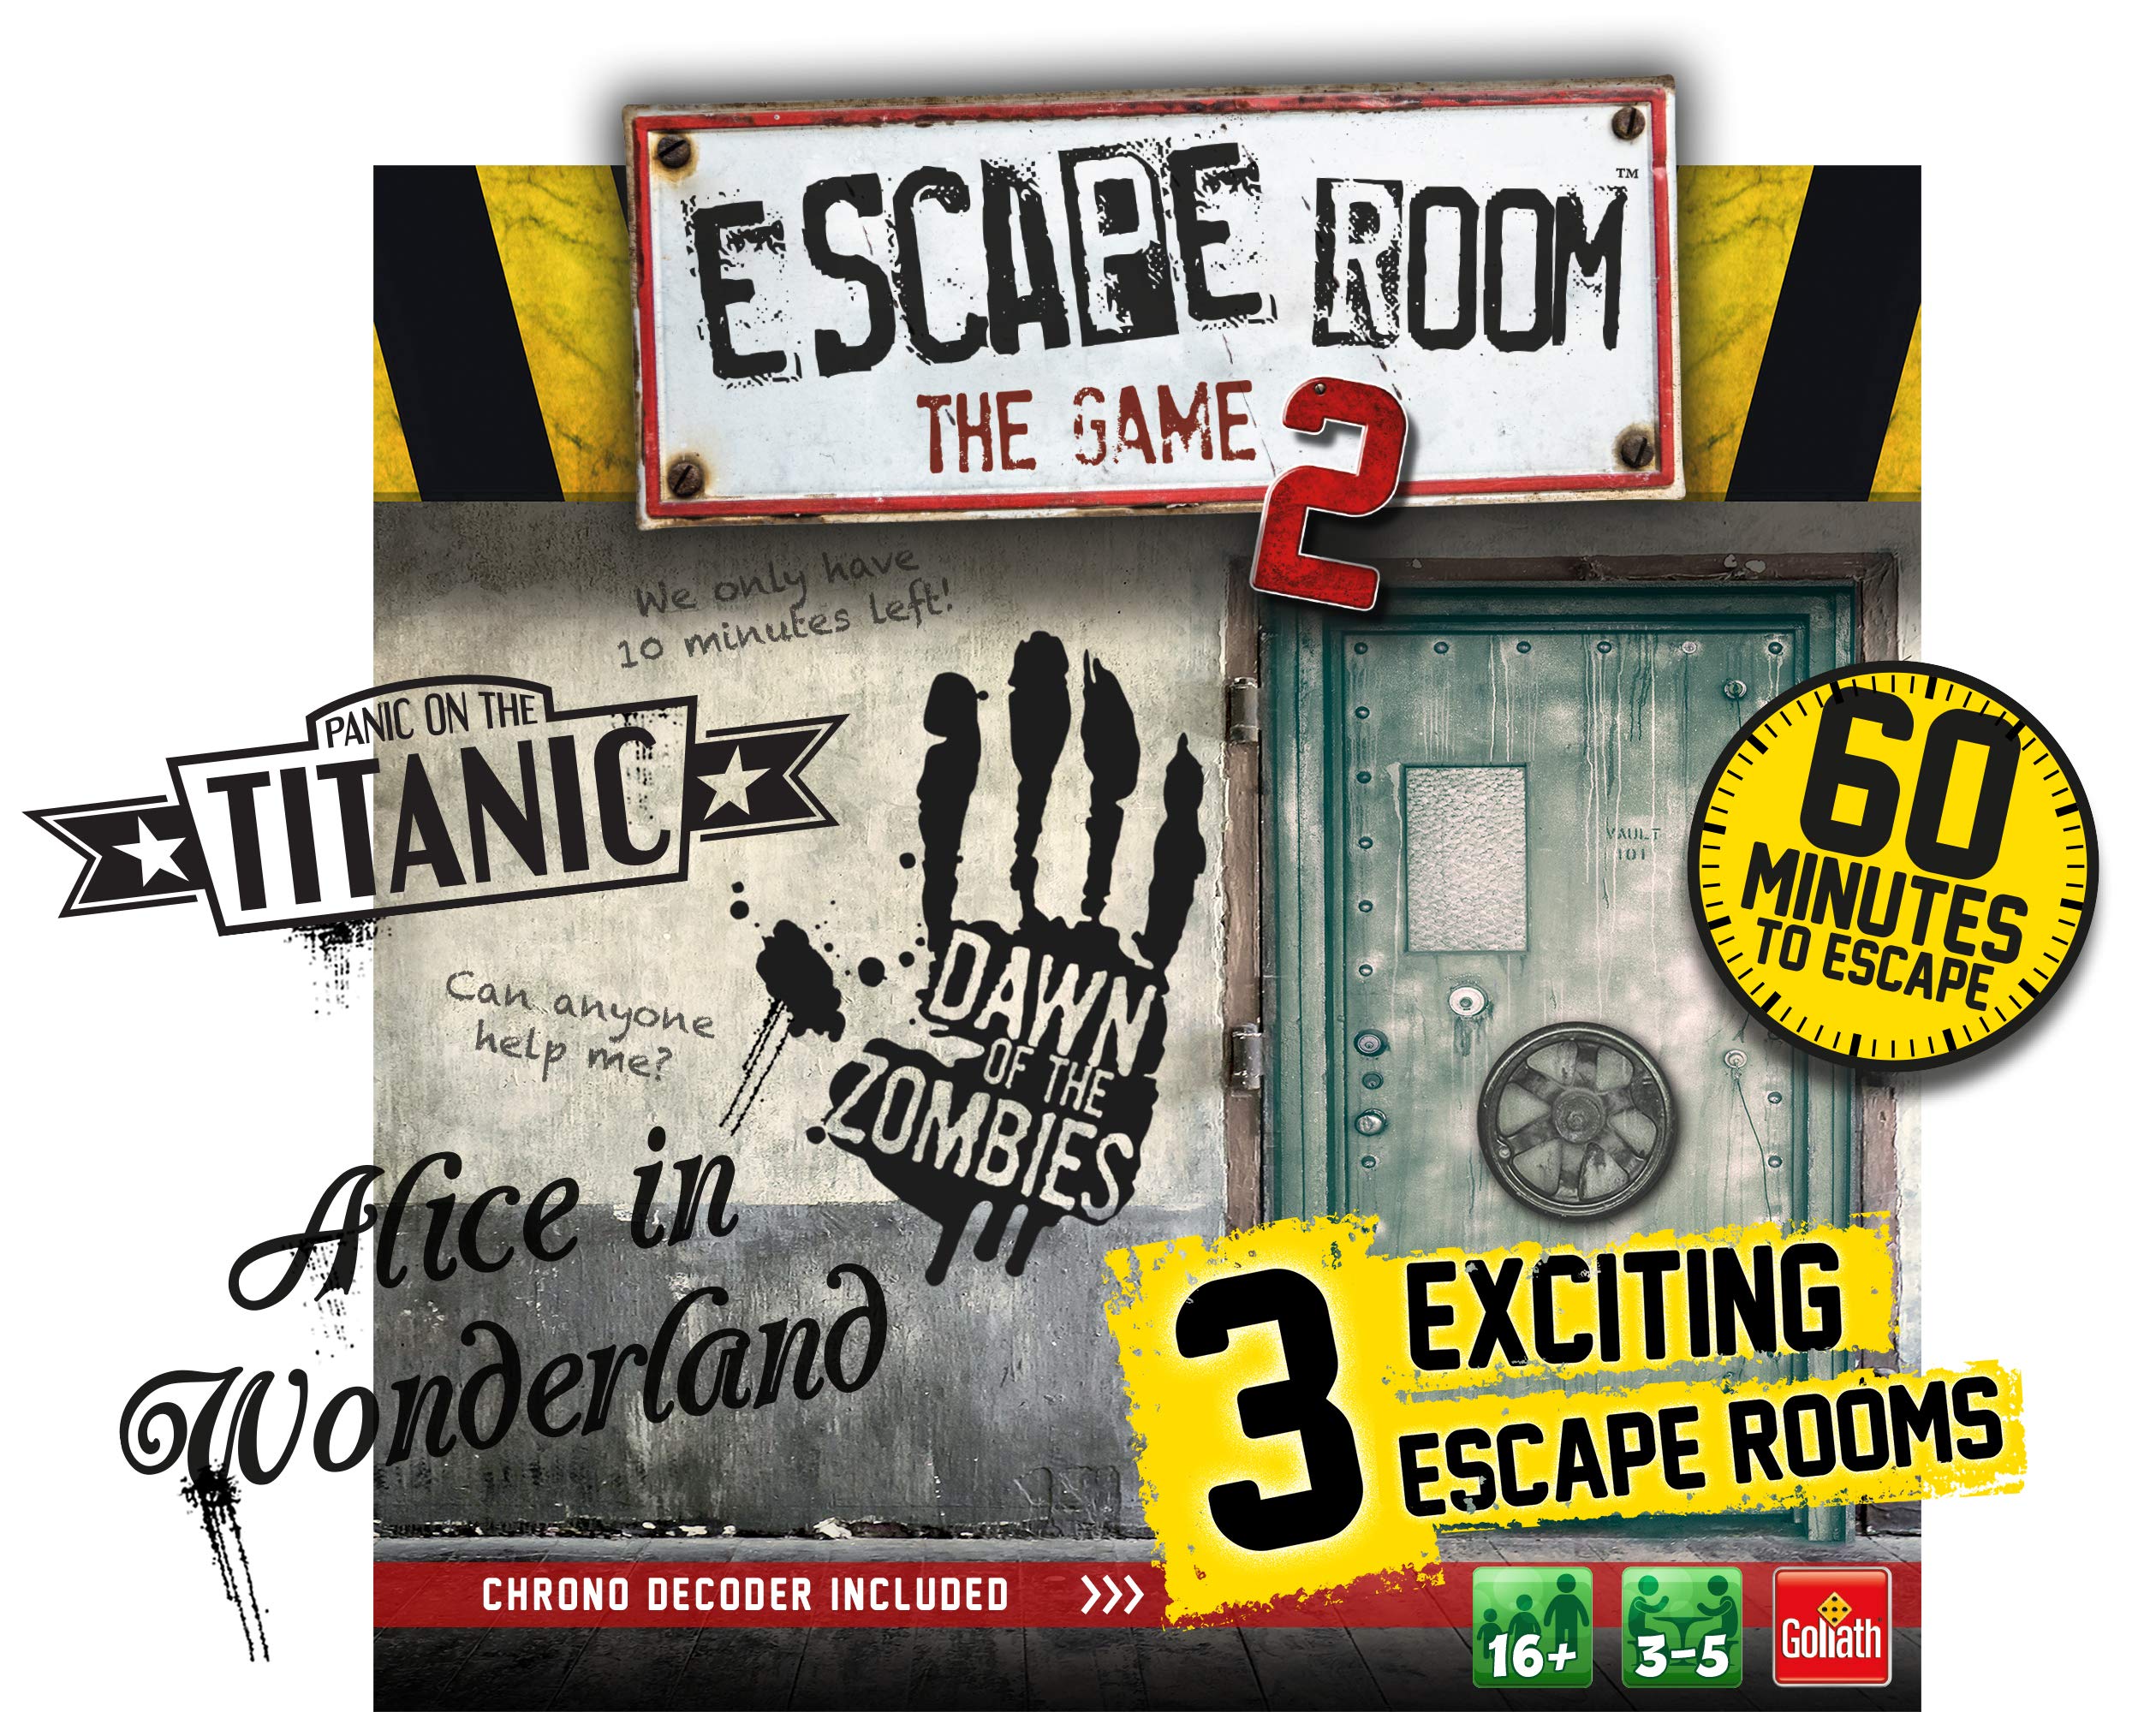 ESCAPE ROOM™
THE GAME 2
We only have
10 minutes left!
PANIC ON THE
TITANIC
60
MINUTES
TO ESCAPE
VAULT
101
DAWN
OF THE
ZOMBIES
Can anyone
help me?
Alice in
Wonderland
3 EXCITING
ESCAPE ROOMS
CHRONO DECODER INCLUDED >>>
16+
3-5
Goliath